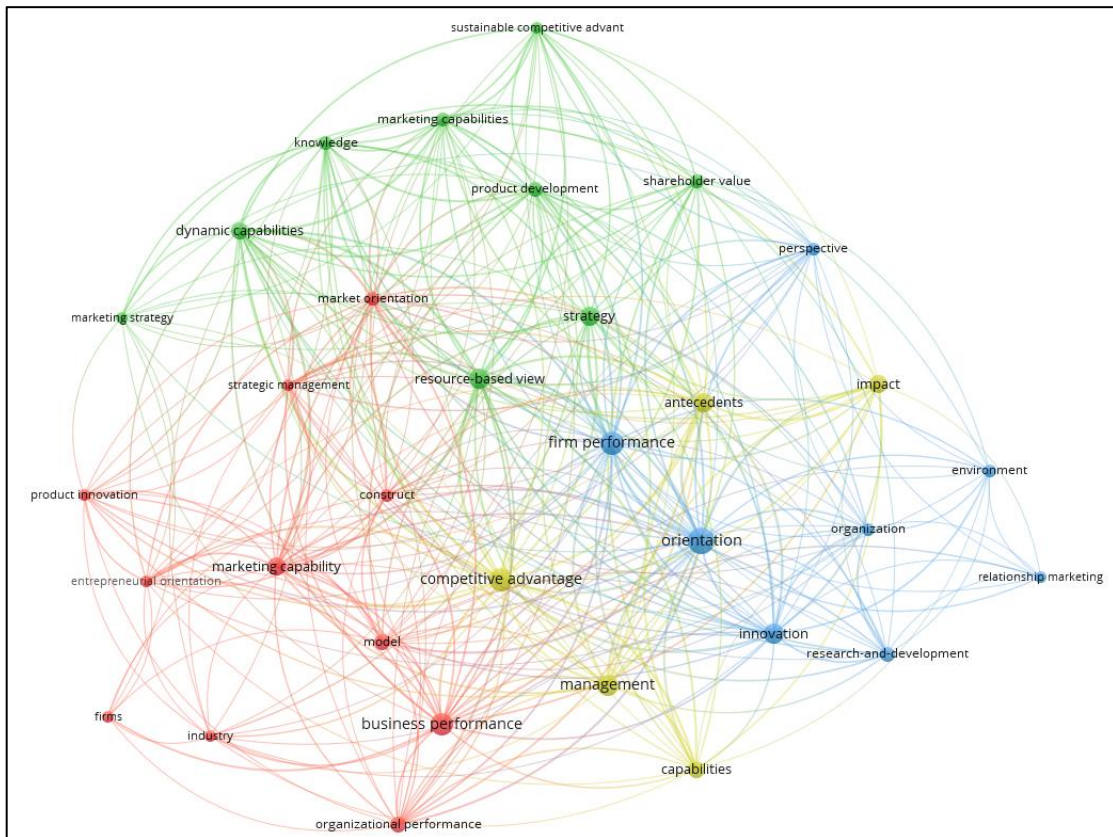 sustainable competitive advant
marketing capabilities
knowledge
product development
shareholder value
dynamic capabilities
perspective
market orientation
marketing strategy
strategy
strategic management
resource-based view
impact
antecedents
firm performance
environment
product innovation
construct
organization
orientation
marketing capability
competitive advantage
entrepreneurial orientation
relationship marketing
innovation
model
research-and-development
management
firms
business performance
industry
capabilities
organizational performance